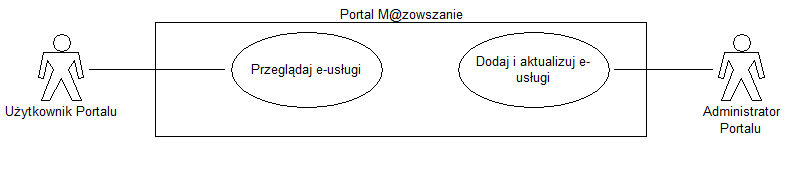 Portal M@zowszanie
Przeglądaj e-usługi
Dodaj i aktualizuj e-
usługi
Użytkownik Portalu
Administrator
Portalu